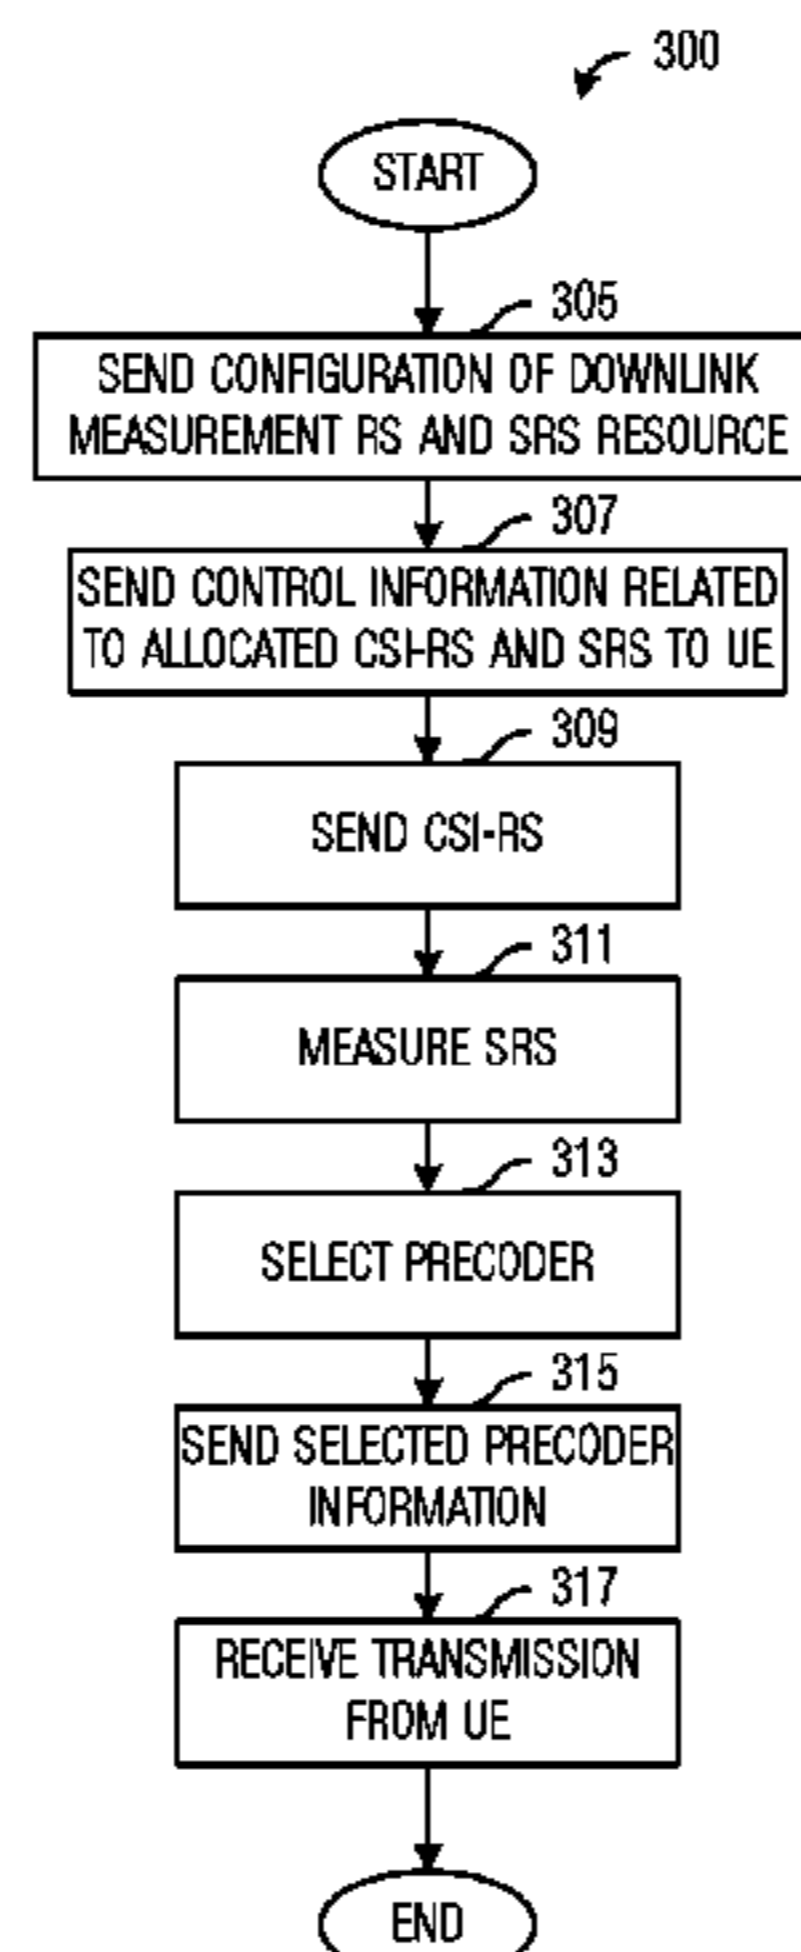 300
START
305
SEND CONFIGURATION OF DOWNLINK
MEASUREMENT RS AND SRS RESOURCE
307
SEND CONTROL INFORMATION RELATED
TO ALLOCATED CSI-RS AND SRS TO UE
309
SEND CSI-RS
311
MEASURE SRS
313
SELECT PRECODER
315
SEND SELECTED PRECODER
INFORMATION
317
RECEIVE TRANSMISSION
FROM UE
END